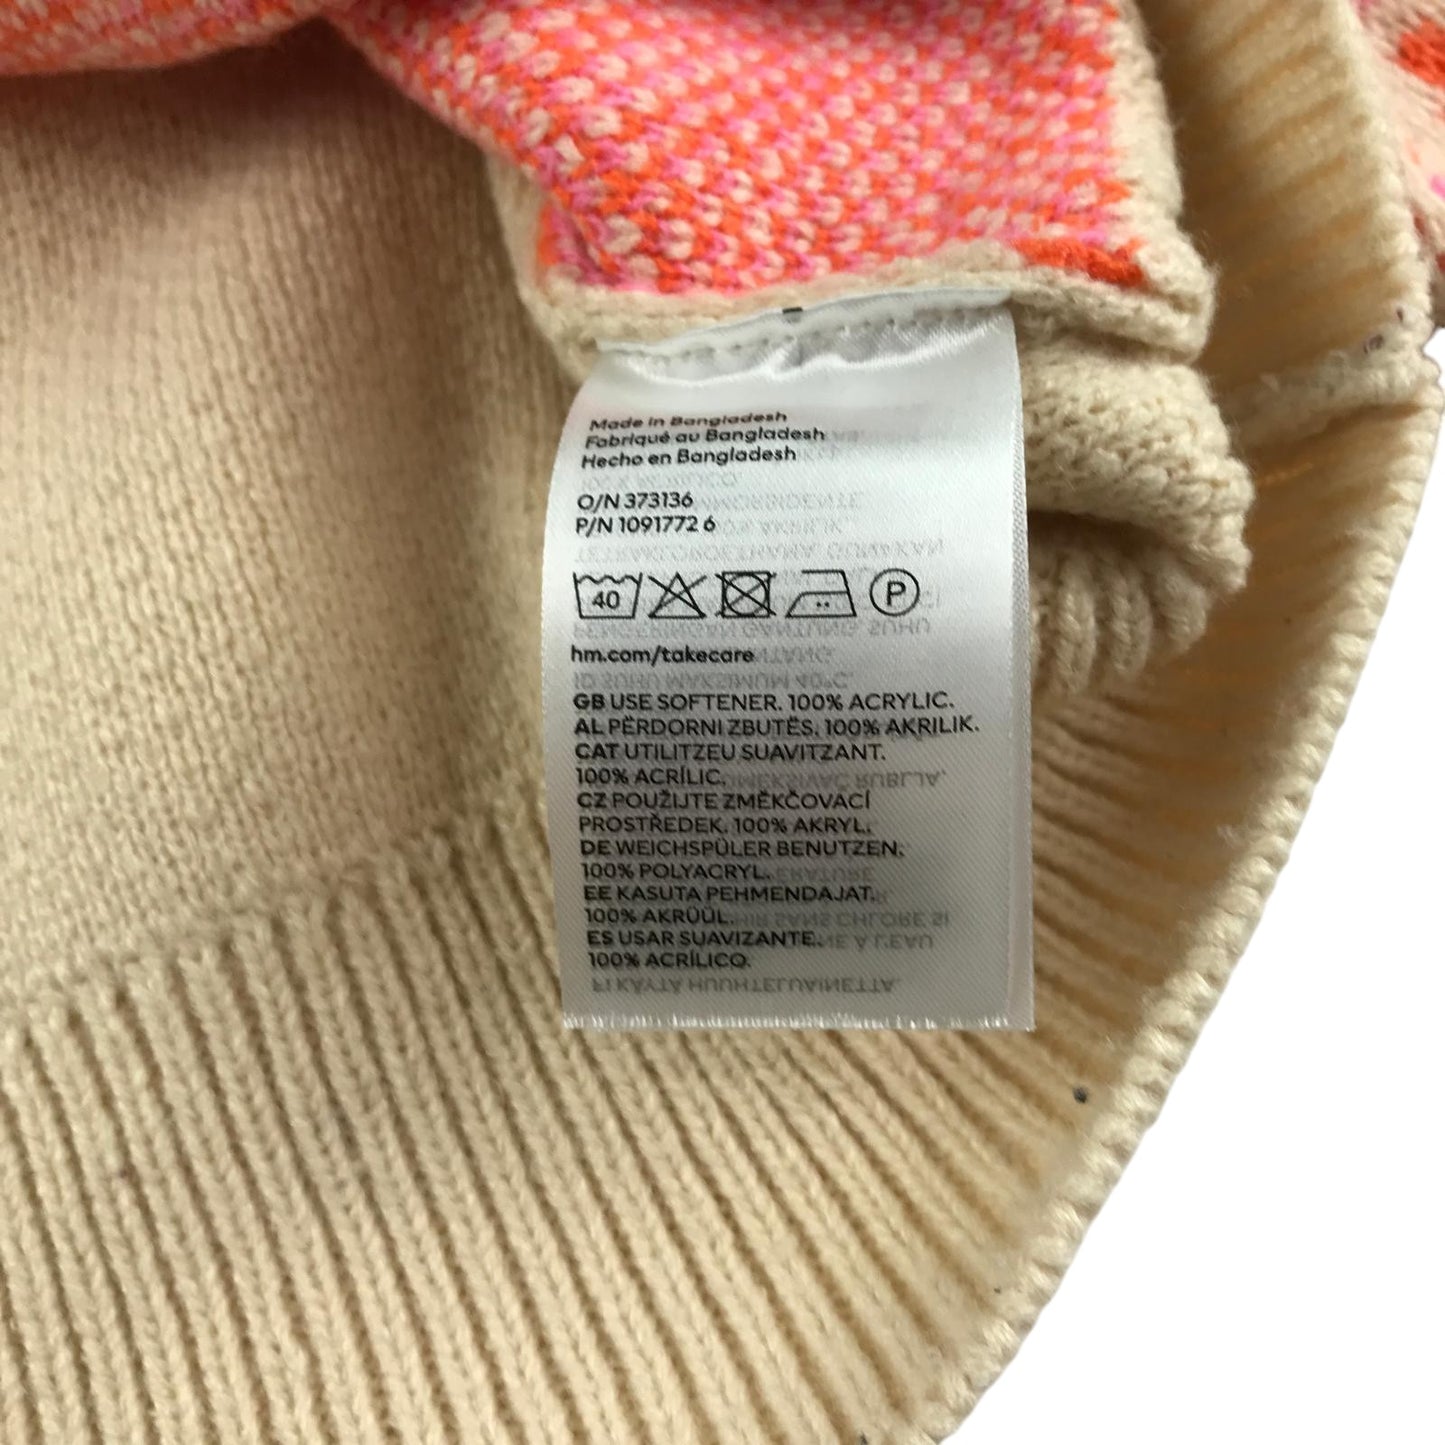 Made in Bangladesh
Fabriqué au Bangladesh
Hecho en Bangladesh
O/N 373136
P/N 1091772 6
40 P
hm.com/takecare
GB USE SOFTENER. 100% ACRYLIC.
AL PËRDORNI ZBUTËS. 100% AKRILIK.
CAT UTILITZEU SUAVITZANT.
100% ACRÍLIC.
CZ POUŽIJTE ZMĚKČOVACÍ
PROSTŘEDEK. 100% AKRYL.
DE WEICHSPÜLER BENUTZEN.
100% POLYACRYL.
EE KASUTA PEHMENDAJAT.
100% AKRÜÜL.
ES USAR SUAVIZANTE.
100% ACRÍLICO.